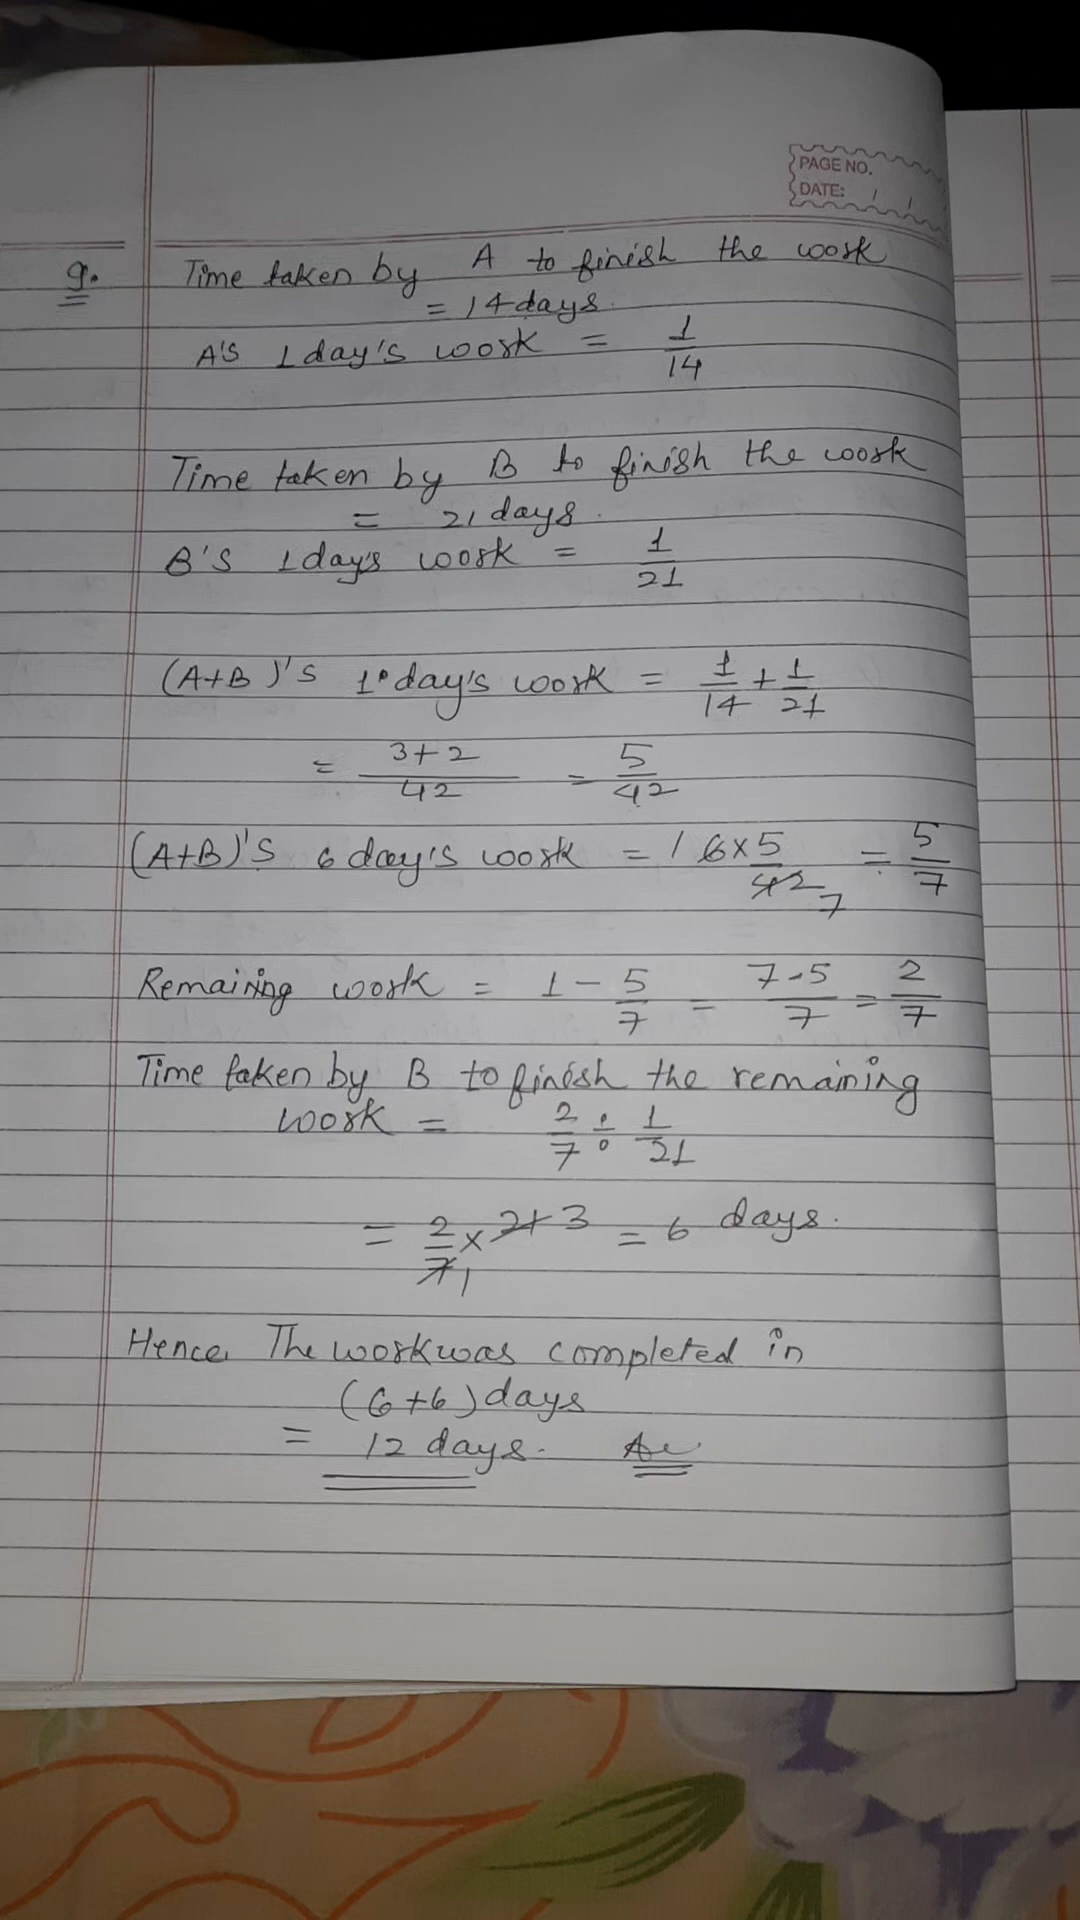 PAGE NO.
DATE: / /
9. Time taken by A to finish the work
= 14 days.
A's 1 day's work = 1/14
Time taken by B to finish the work
= 21 days.
B's 1 day's work = 1/21
(A+B)'s 1 day's work = 1/14 + 1/21
= 3+2/42 = 5/42
(A+B)'s 6 day's work = 1 6×5/42 7 = 5/7
Remaining work = 1 - 5/7 = 7-5/7 = 2/7
Time taken by B to finish the remaining
work = 2/7 ÷ 1/21
= 2/7 1 × 21 3 = 6 days.
Hence, The work was completed in
(6+6) days
= 12 days.